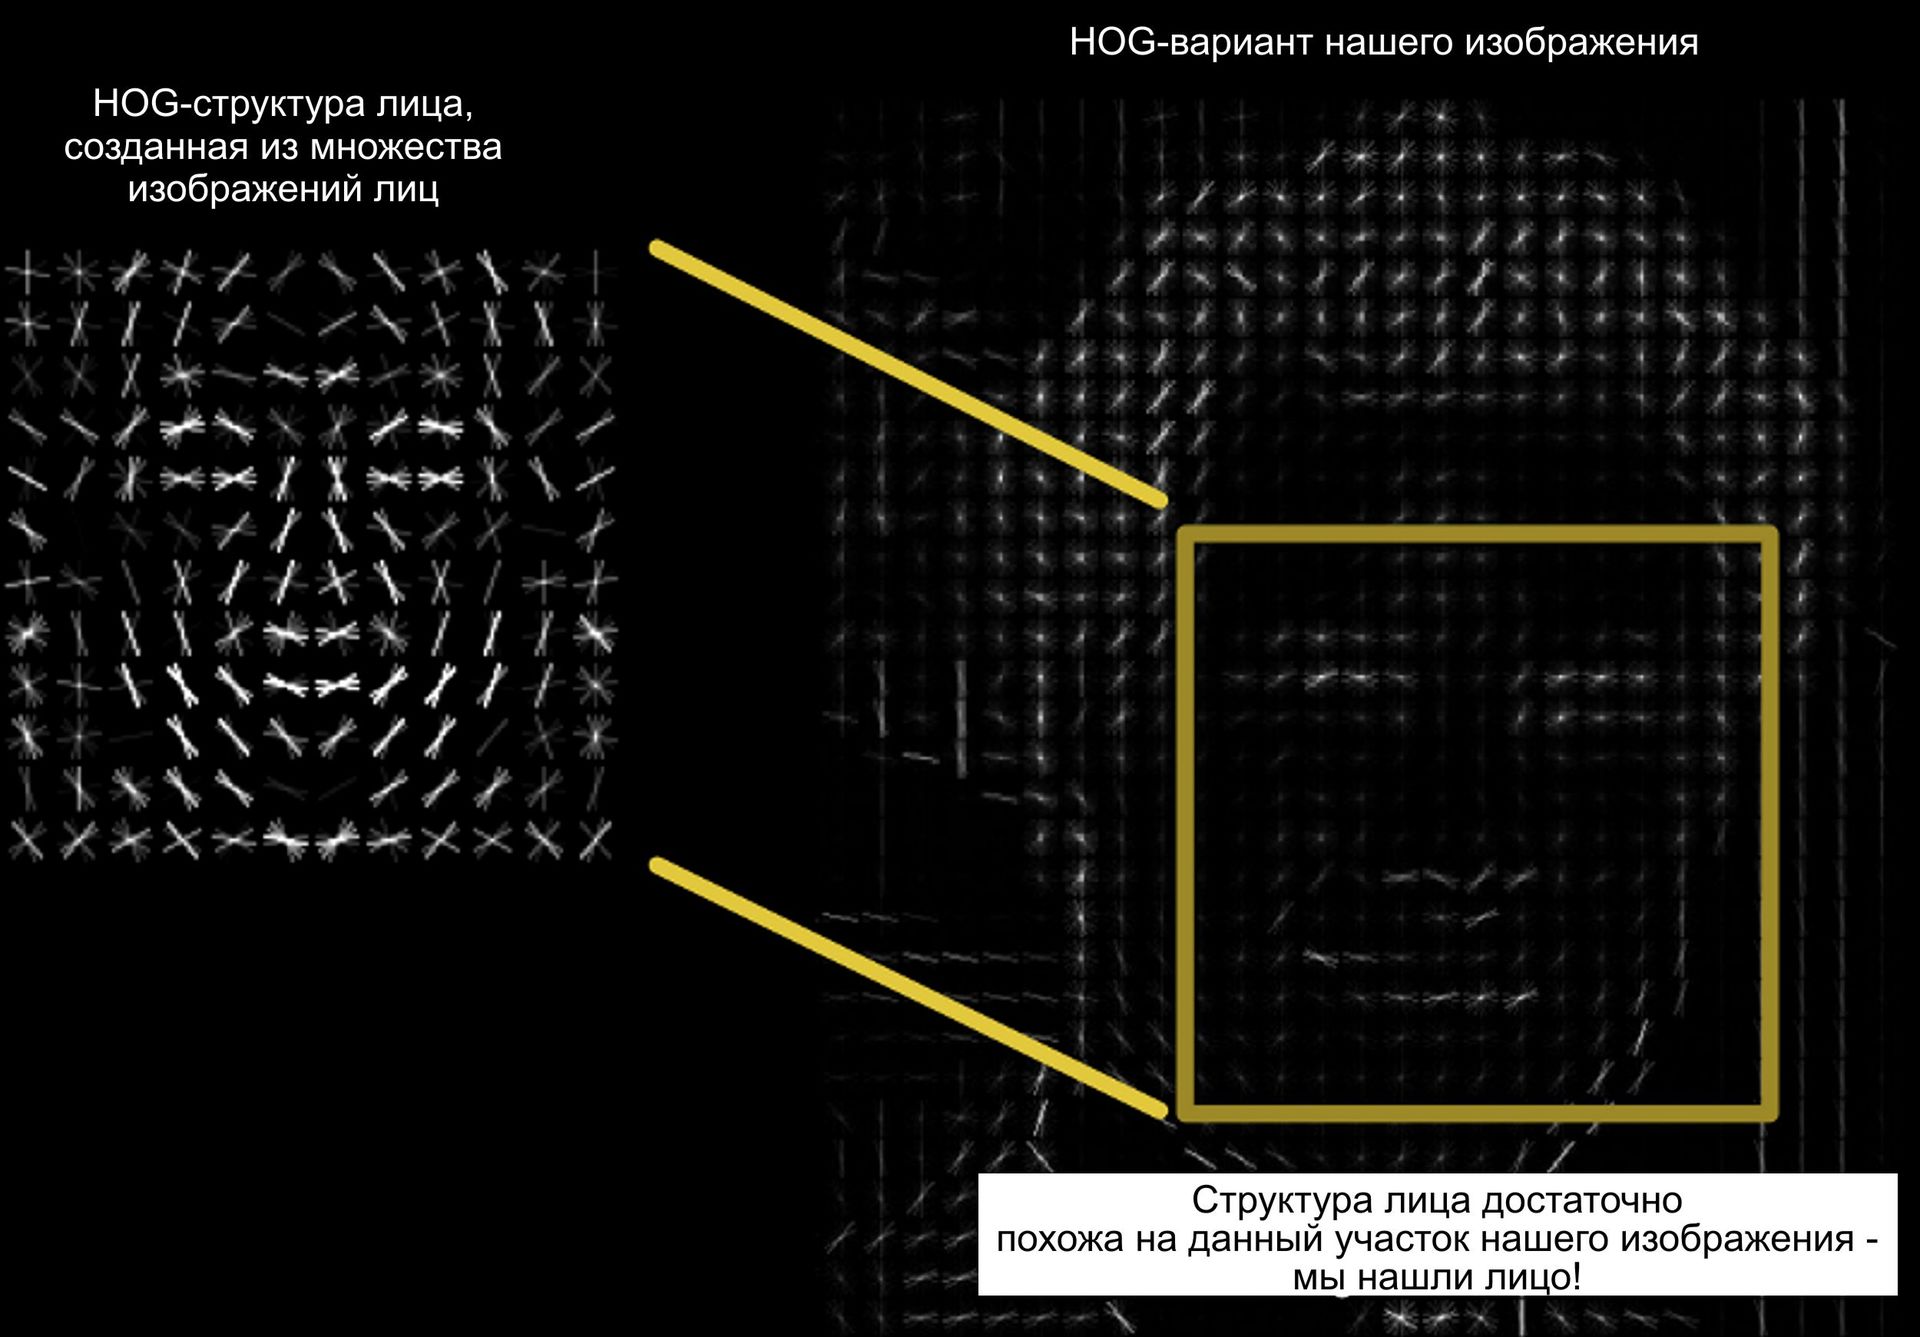 HOG-вариант нашего изображения
HOG-структура лица,
созданная из множества
изображений лиц
Структура лица достаточно
похожа на данный участок нашего изображения -
мы нашли лицо!